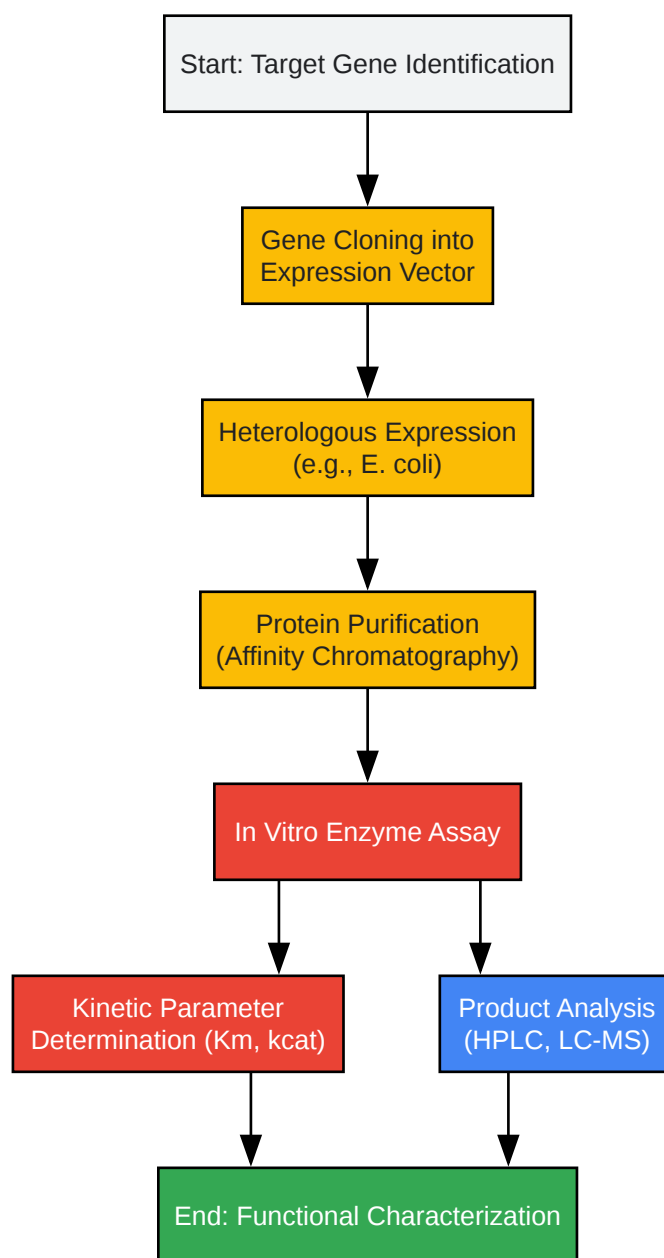 Start: Target Gene Identification
Gene Cloning into
Expression Vector
Heterologous Expression
(e.g., E. coli)
Protein Purification
(Affinity Chromatography)
In Vitro Enzyme Assay
Kinetic Parameter
Determination (Km, kcat)
Product Analysis
(HPLC, LC-MS)
End: Functional Characterization